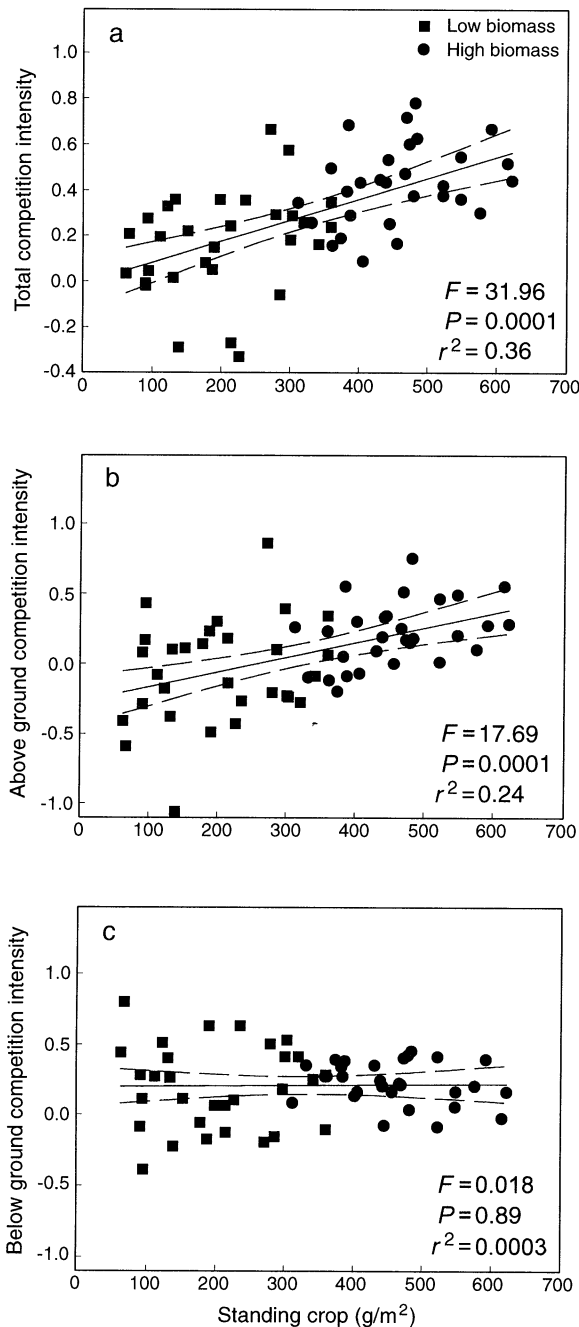 a
Low biomass
High biomass
1.0
0.8
0.6
0.4
0.2
0.0
-0.2
-0.4
Total competition intensity
F = 31.96
P = 0.0001
r² = 0.36
0 100 200 300 400 500 600 700
b
1.0
0.5
0.0
-0.5
-1.0
Above ground competition intensity
F = 17.69
P = 0.0001
r² = 0.24
0 100 200 300 400 500 600 700
c
1.0
0.5
0.0
-0.5
-1.0
Below ground competition intensity
F = 0.018
P = 0.89
r² = 0.0003
0 100 200 300 400 500 600 700
Standing crop (g/m²)